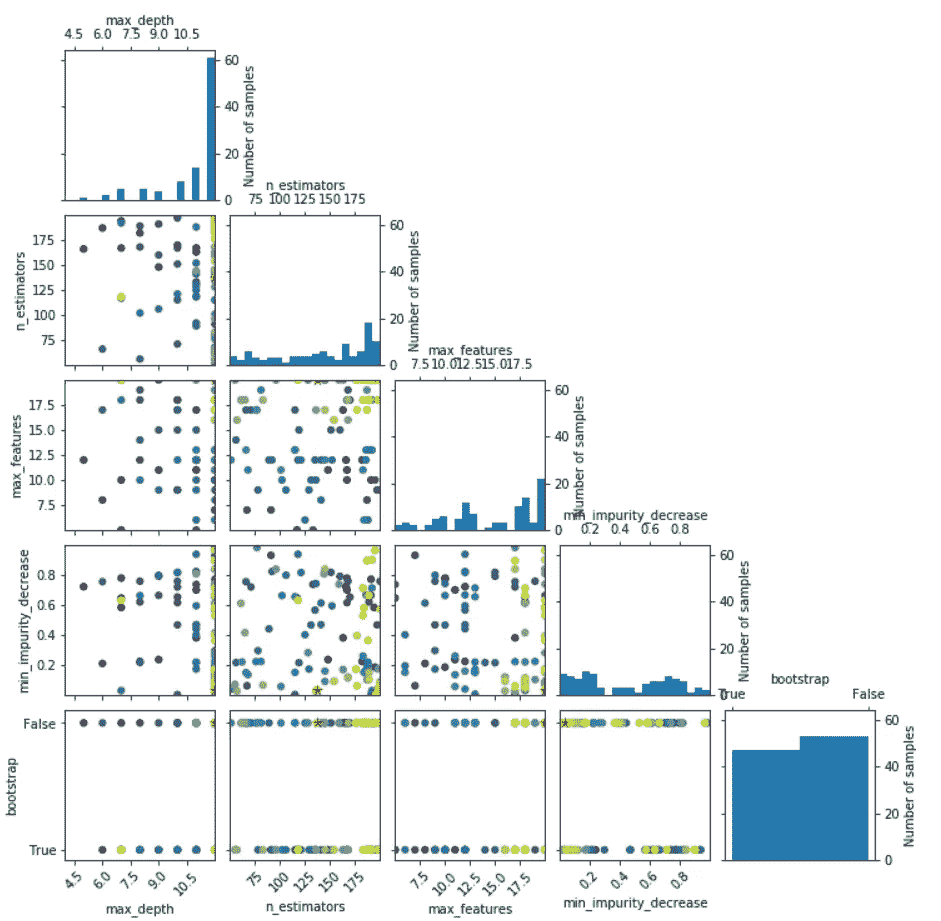 max_depth
4.5 6.0 7.5 9.0 10.5
60
40
20
0
Number of samples
n_estimators
75 100 125 150 175
n_estimators
175
150
125
100
75
60
40
20
0
Number of samples
max_features
7.5 10.0 12.5 15.0 17.5
max_features
17.5
15.0
12.5
10.0
7.5
60
40
20
0
Number of samples
min_impurity_decrease
0.2 0.4 0.6 0.8
min_impurity_decrease
0.8
0.6
0.4
0.2
60
40
20
0
Number of samples
bootstrap
True False
bootstrap
False
True
60
40
20
0
Number of samples
4.5 6.0 7.5 9.0 10.5
max_depth
75 100 125 150 175
n_estimators
7.5 10.0 12.5 15.0 17.5
max_features
0.2 0.4 0.6 0.8
min_impurity_decrease